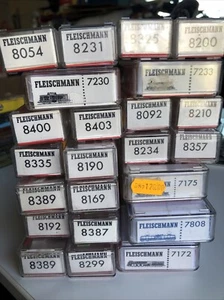 FLEISCHMANN
8054
FLEISCHMANN
8231
FLEISCHMANN
FLEISCHMANN
8200
FLEISCHMANN
7230
FLEISCHMANN
7233
FLEISCHMANN
8400
FLEISCHMANN
8403
FLEISCHMANN
8092
FLEISCHMANN
8210
FLEISCHMANN
8335
FLEISCHMANN
8190
FLEISCHMANN
8234
FLEISCHMANN
8357
FLEISCHMANN
8389
FLEISCHMANN
8169
7175
FLEISCHMANN
8192
FLEISCHMANN
8387
FLEISCHMANN
7808
FLEISCHMANN
8389
FLEISCHMANN
8299
FLEISCHMANN
7172